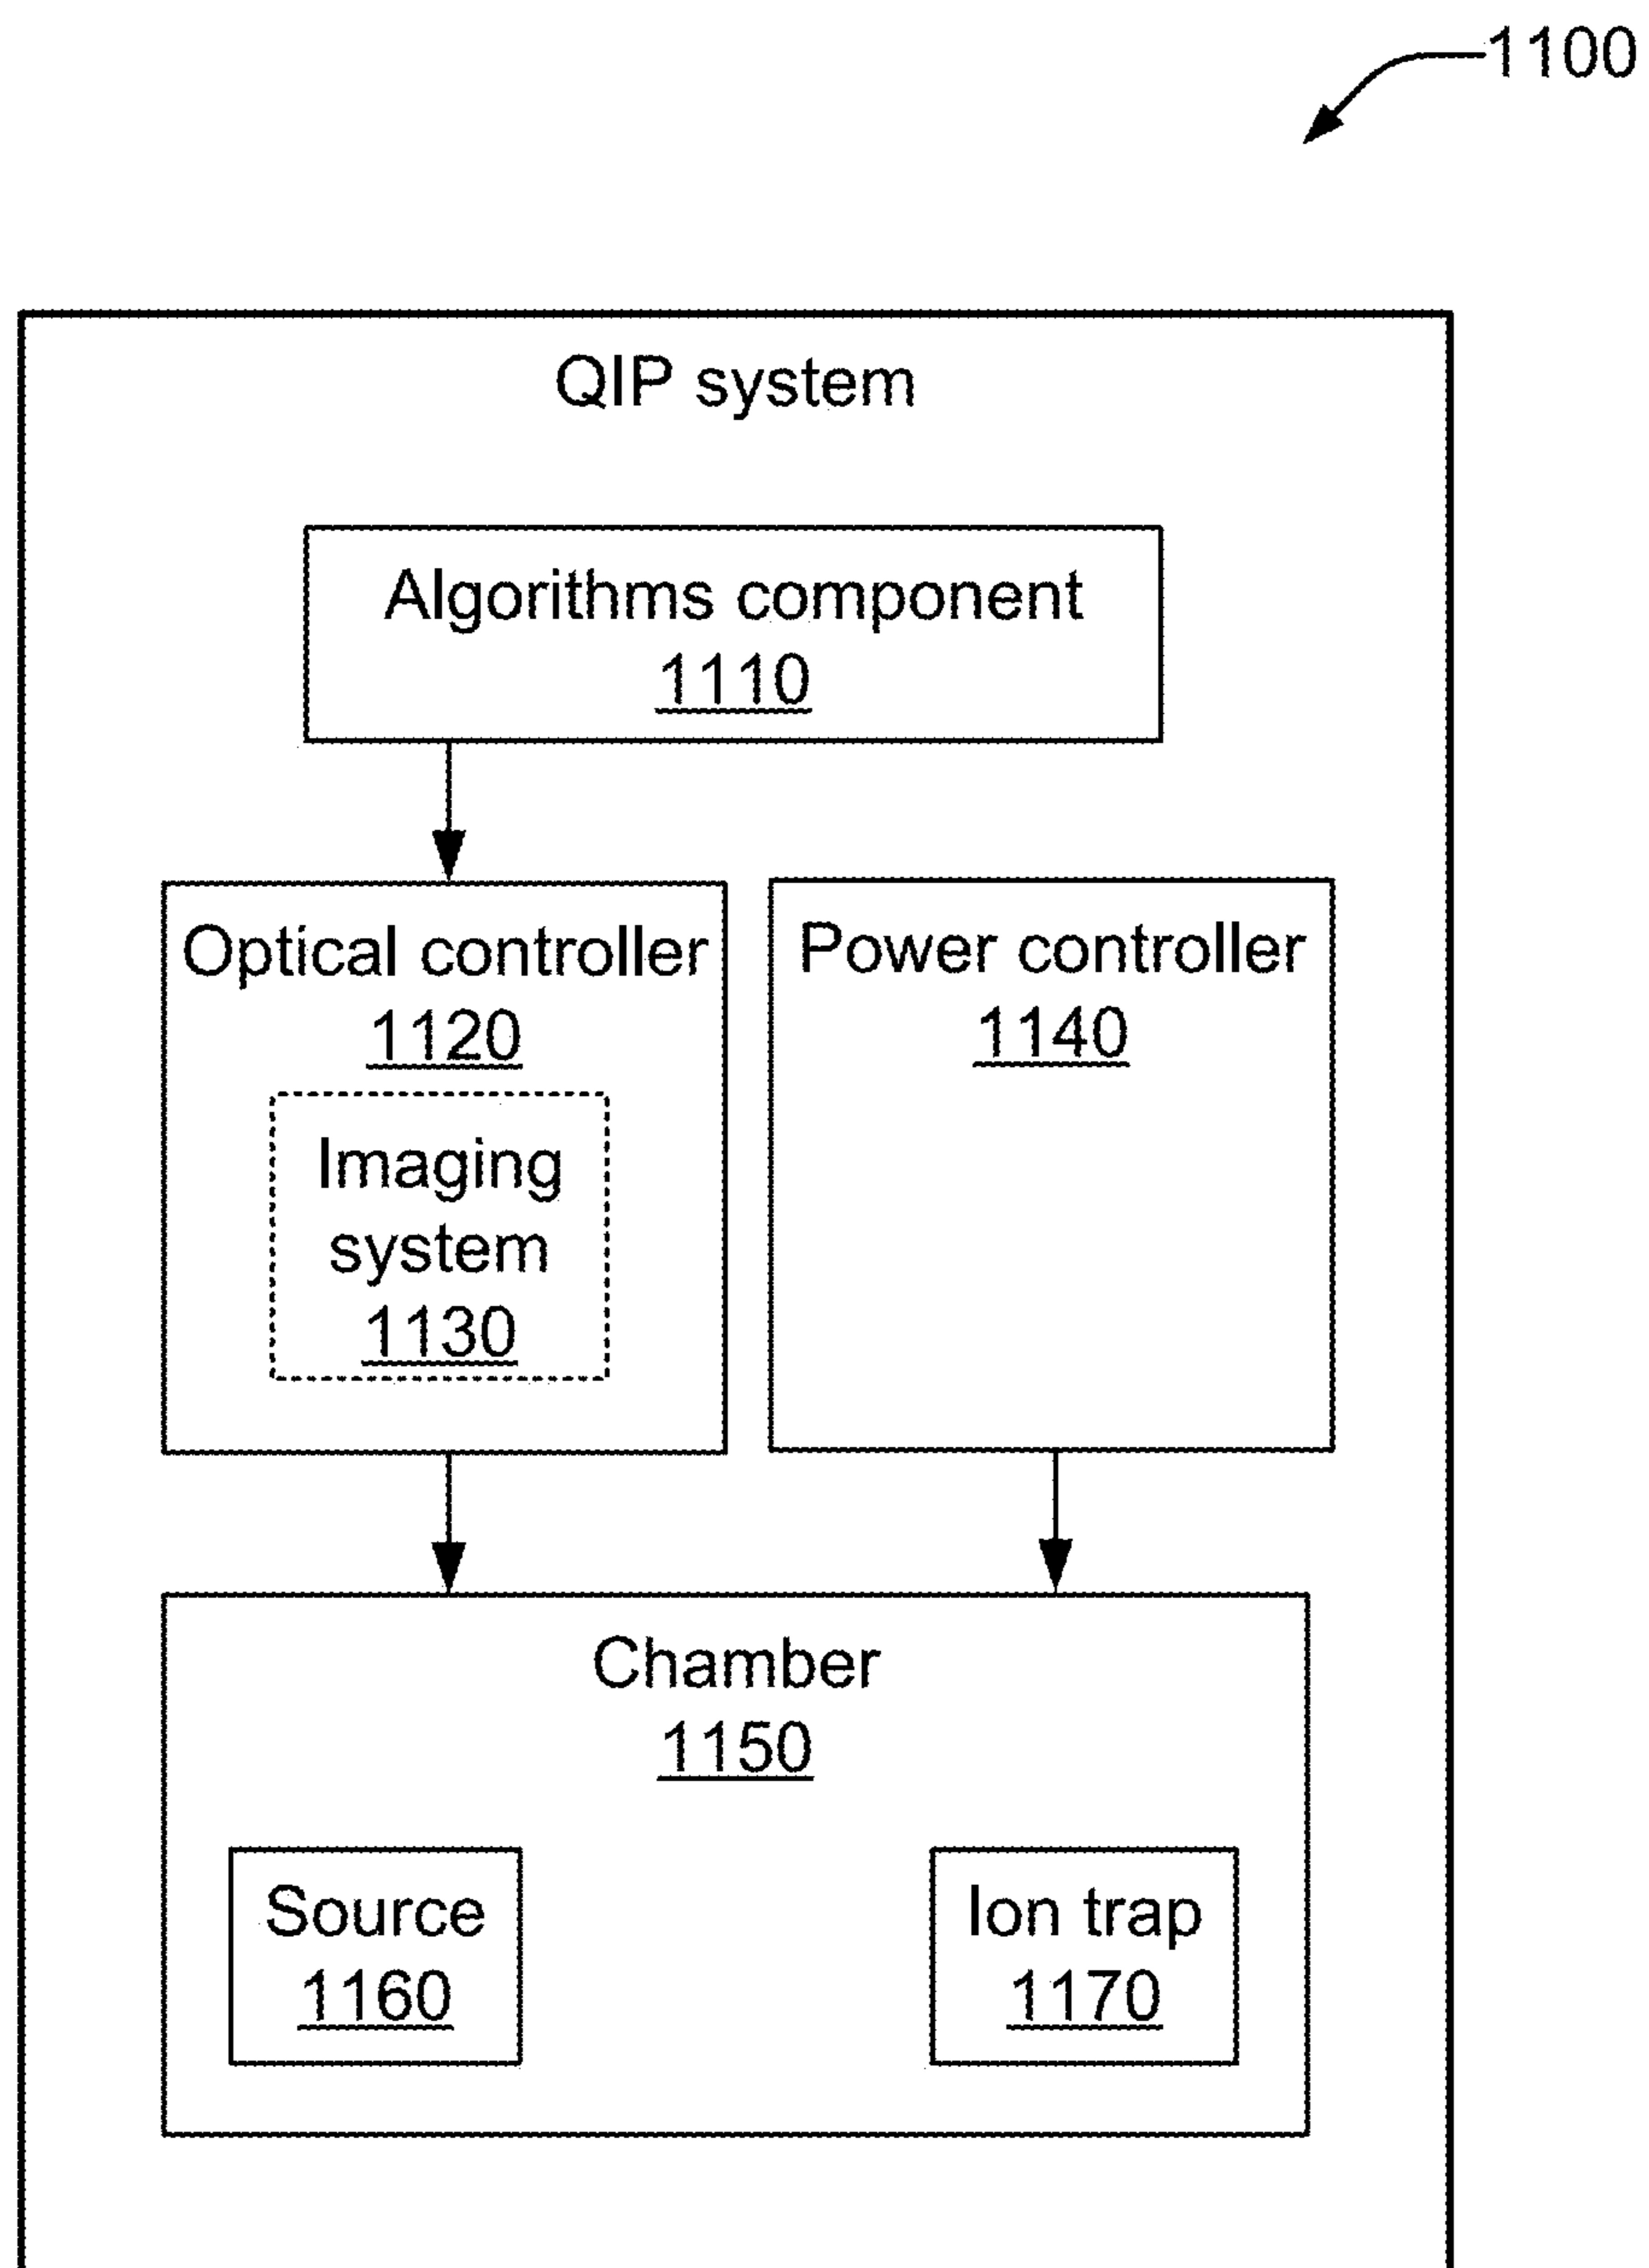 1100
QIP system
Algorithms component
1110
Optical controller
1120
Imaging
system
1130
Power controller
1140
Chamber
1150
Source
1160
Ion trap
1170